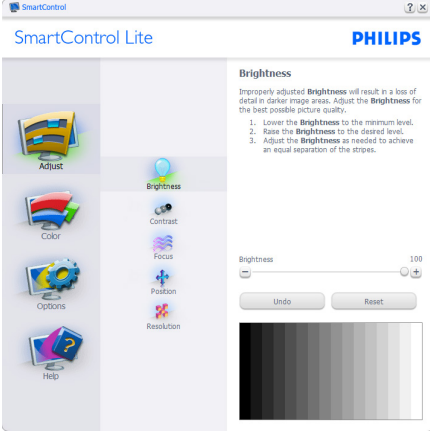 SmartControl
SmartControl Lite
PHILIPS
Adjust
Color
Options
Help
Brightness
Contrast
Focus
Position
Resolution
Brightness
Improperly adjusted Brightness will result in a loss of
detail in darker image areas. Adjust the Brightness for
the best possible picture quality.
1. Lower the Brightness to the minimum level.
2. Raise the Brightness to the desired level.
3. Adjust the Brightness as needed to achieve
an equal separation of the stripes.
Brightness 100
Undo Reset